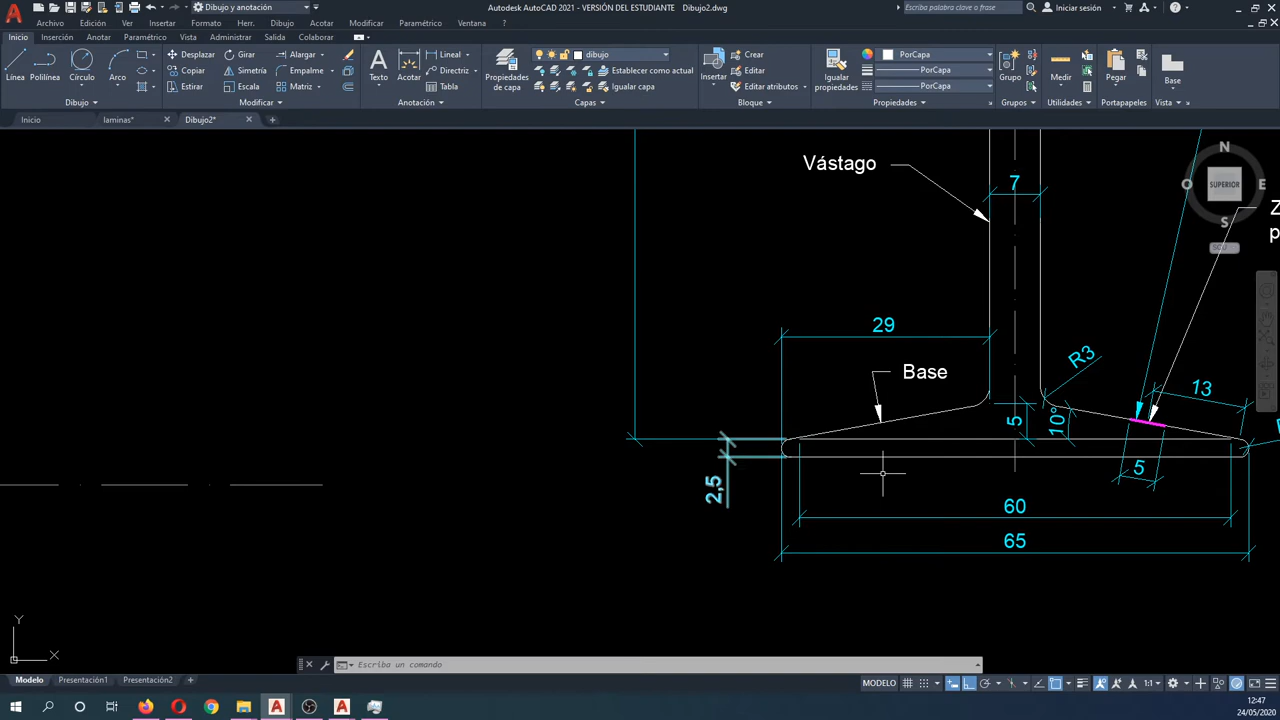 Autodesk AutoCAD 2021 - VERSIÓN DEL ESTUDIANTE Dibujo2.dwg
Dibujo y anotación
Escriba palabra clave o frase
Iniciar sesión
Archivo Edición Ver Insertar Formato Herr. Dibujo Acotar Modificar Paramétrico Ventana ?
Inicio Inserción Anotar Paramétrico Vista Administrar Salida Colaborar
Línea Polilínea Círculo Arco
Desplazar Girar Alargar
Copiar Simetría Empalme
Estirar Escala Matriz
Texto Acotar
Lineal
Directriz
Tabla
Propiedades de capa
dibujo
Establecer como actual
Igualar capa
Insertar
Crear
Editar
Editar atributos
Igualar propiedades
PorCapa
PorCapa
PorCapa
Grupo Medir Pegar Base
Dibujo Modificar Anotación Capas Bloque Propiedades Grupos Utilidades Portapapeles Vista
Inicio laminas* Dibujo2*
N
O SUPERIOR E
S
Vástago
7
Z
p
29
Base
R3
13
5
10°
5
2,5
60
65
Y
X
Escriba un comando
Modelo Presentación1 Presentación2 +
MODELO 1:1
12:47
24/05/2020